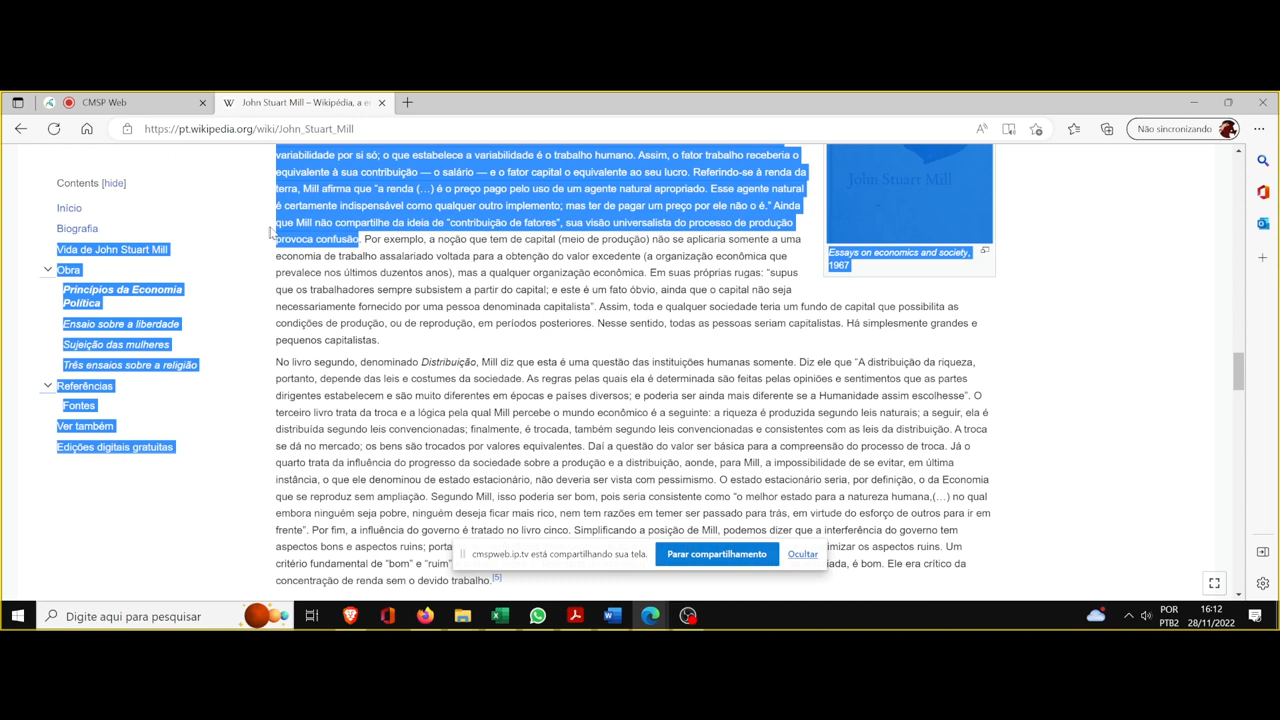 CMSP Web
John Stuart Mill – Wikipédia, a e
https://pt.wikipedia.org/wiki/John_Stuart_Mill
Não sincronizando
Contents [hide]
Início
Biografia
Vida de John Stuart Mill
Obra
Princípios da Economia
Política
Ensaio sobre a liberdade
Sujeição das mulheres
Três ensaios sobre a religião
Referências
Fontes
Ver também
Edições digitais gratuitas
variabilidade por si só; o que estabelece a variabilidade é o trabalho humano. Assim, o fator trabalho receberia o
equivalente à sua contribuição — o salário — e o fator capital o equivalente ao seu lucro. Referindo-se à renda da
terra, Mill afirma que “a renda (…) é o preço pago pelo uso de um agente natural apropriado. Esse agente natural
é certamente indispensável como qualquer outro implemento; mas ter de pagar um preço por ele não o é.” Ainda
que Mill não compartilhe da ideia de “contribuição de fatores”, sua visão universalista do processo de produção
provoca confusão. Por exemplo, a noção que tem de capital (meio de produção) não se aplicaria somente a uma
economia de trabalho assalariado voltada para a obtenção do valor excedente (a organização econômica que
prevalece nos últimos duzentos anos), mas a qualquer organização econômica. Em suas próprias rugas: “supus
que os trabalhadores sempre subsistem a partir do capital; e este é um fato óbvio, ainda que o capital não seja
necessariamente fornecido por uma pessoa denominada capitalista”. Assim, toda e qualquer sociedade teria um fundo de capital que possibilita as
condições de produção, ou de reprodução, em períodos posteriores. Nesse sentido, todas as pessoas seriam capitalistas. Há simplesmente grandes e
pequenos capitalistas.
John Stuart Mill
Essays on economics and society,
1967
No livro segundo, denominado Distribuição, Mill diz que esta é uma questão das instituições humanas somente. Diz ele que “A distribuição da riqueza,
portanto, depende das leis e costumes da sociedade. As regras pelas quais ela é determinada são feitas pelas opiniões e sentimentos que as partes
dirigentes estabelecem e são muito diferentes em épocas e países diversos; e poderia ser ainda mais diferente se a Humanidade assim escolhesse”. O
terceiro livro trata da troca e a lógica pela qual Mill percebe o mundo econômico é a seguinte: a riqueza é produzida segundo leis naturais; a seguir, ela é
distribuída segundo leis convencionadas; finalmente, é trocada, também segundo leis convencionadas e consistentes com as leis da distribuição. A troca
se dá no mercado; os bens são trocados por valores equivalentes. Daí a questão do valor ser básica para a compreensão do processo de troca. Já o
quarto trata da influência do progresso da sociedade sobre a produção e a distribuição, aonde, para Mill, a impossibilidade de se evitar, em última
instância, o que ele denominou de estado estacionário, não deveria ser vista com pessimismo. O estado estacionário seria, por definição, o da Economia
que se reproduz sem ampliação. Segundo Mill, isso poderia ser bom, pois seria consistente como “o melhor estado para a natureza humana,(…) no qual
embora ninguém seja pobre, ninguém deseja ficar mais rico, nem tem razões em temer ser passado para trás, em virtude do esforço de outros para ir em
frente”. Por fim, a influência do governo é tratado no livro cinco. Simplificando a posição de Mill, podemos dizer que a interferência do governo tem
aspectos bons e aspectos ruins; porta imizar os aspectos ruins. Um
critério fundamental de “bom” e “ruim” iada, é bom. Ele era crítico da
concentração de renda sem o devido trabalho.[5]
cmspweb.ip.tv está compartilhando sua tela.
Parar compartilhamento
Ocultar
Digite aqui para pesquisar
POR
PTB2
16:12
28/11/2022